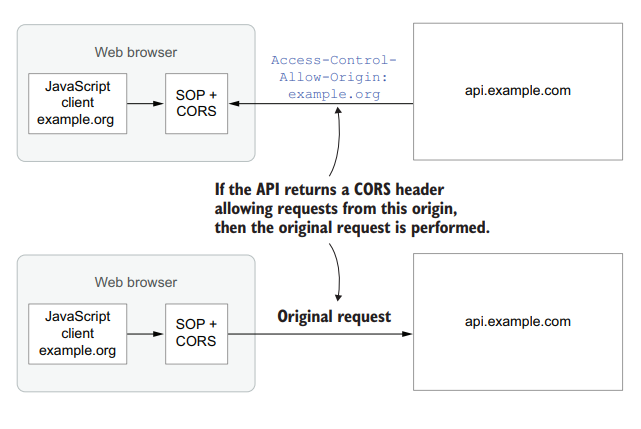 Web browser
JavaScript
client
example.org
SOP +
CORS
Access-Control-
Allow-Origin:
example.org
api.example.com
If the API returns a CORS header
allowing requests from this origin,
then the original request is performed.
Web browser
JavaScript
client
example.org
SOP +
CORS
Original request
api.example.com